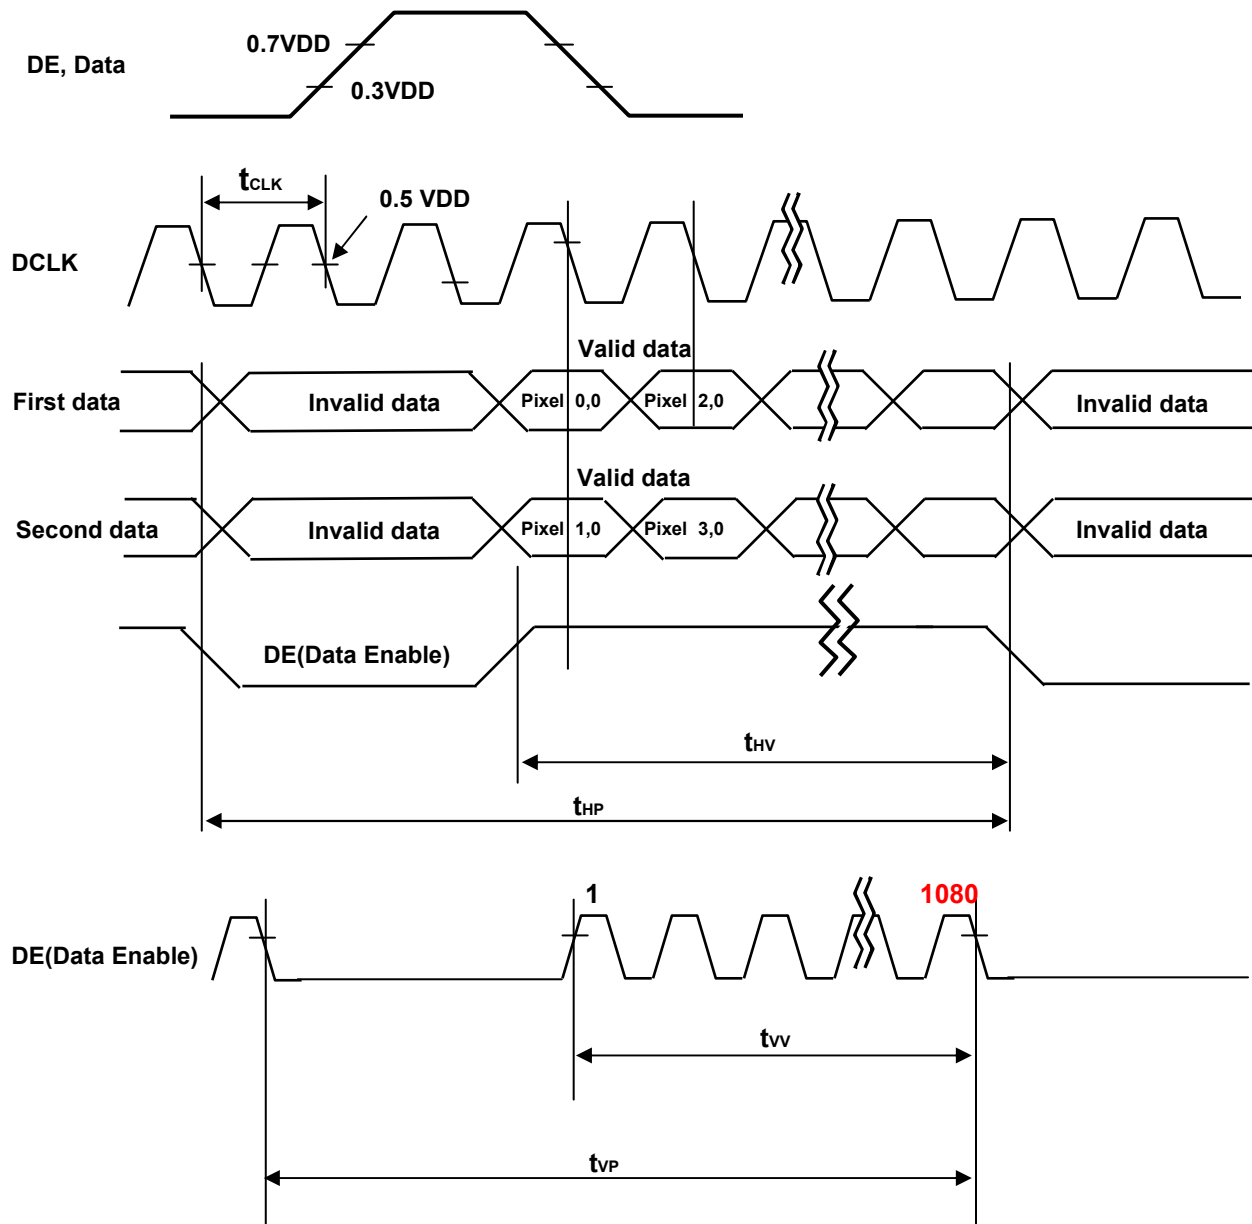 0.7VDD
DE, Data
0.3VDD
tCLK
0.5 VDD
DCLK
Valid data
First data
Invalid data
Pixel 0,0
Pixel 2,0
Invalid data
Valid data
Second data
Invalid data
Pixel 1,0
Pixel 3,0
Invalid data
DE(Data Enable)
tHV
tHP
1
1080
DE(Data Enable)
tVV
tVP